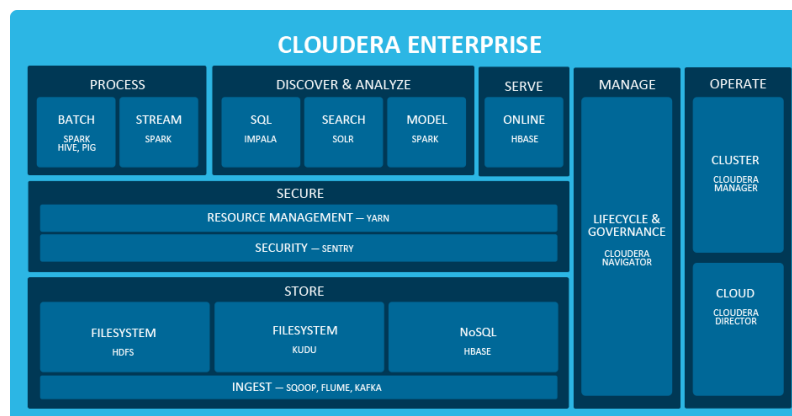 CLOUDERA ENTERPRISE
PROCESS
BATCH
SPARK
HIVE, PIG
STREAM
SPARK
DISCOVER & ANALYZE
SQL
IMPALA
SEARCH
SOLR
MODEL
SPARK
SERVE
ONLINE
HBASE
SECURE
RESOURCE MANAGEMENT — YARN
SECURITY — SENTRY
STORE
FILESYSTEM
HDFS
FILESYSTEM
KUDU
NoSQL
HBASE
INGEST — SQOOP, FLUME, KAFKA
MANAGE
LIFECYCLE &
GOVERNANCE
CLOUDERA
NAVIGATOR
OPERATE
CLUSTER
CLOUDERA
MANAGER
CLOUD
CLOUDERA
DIRECTOR